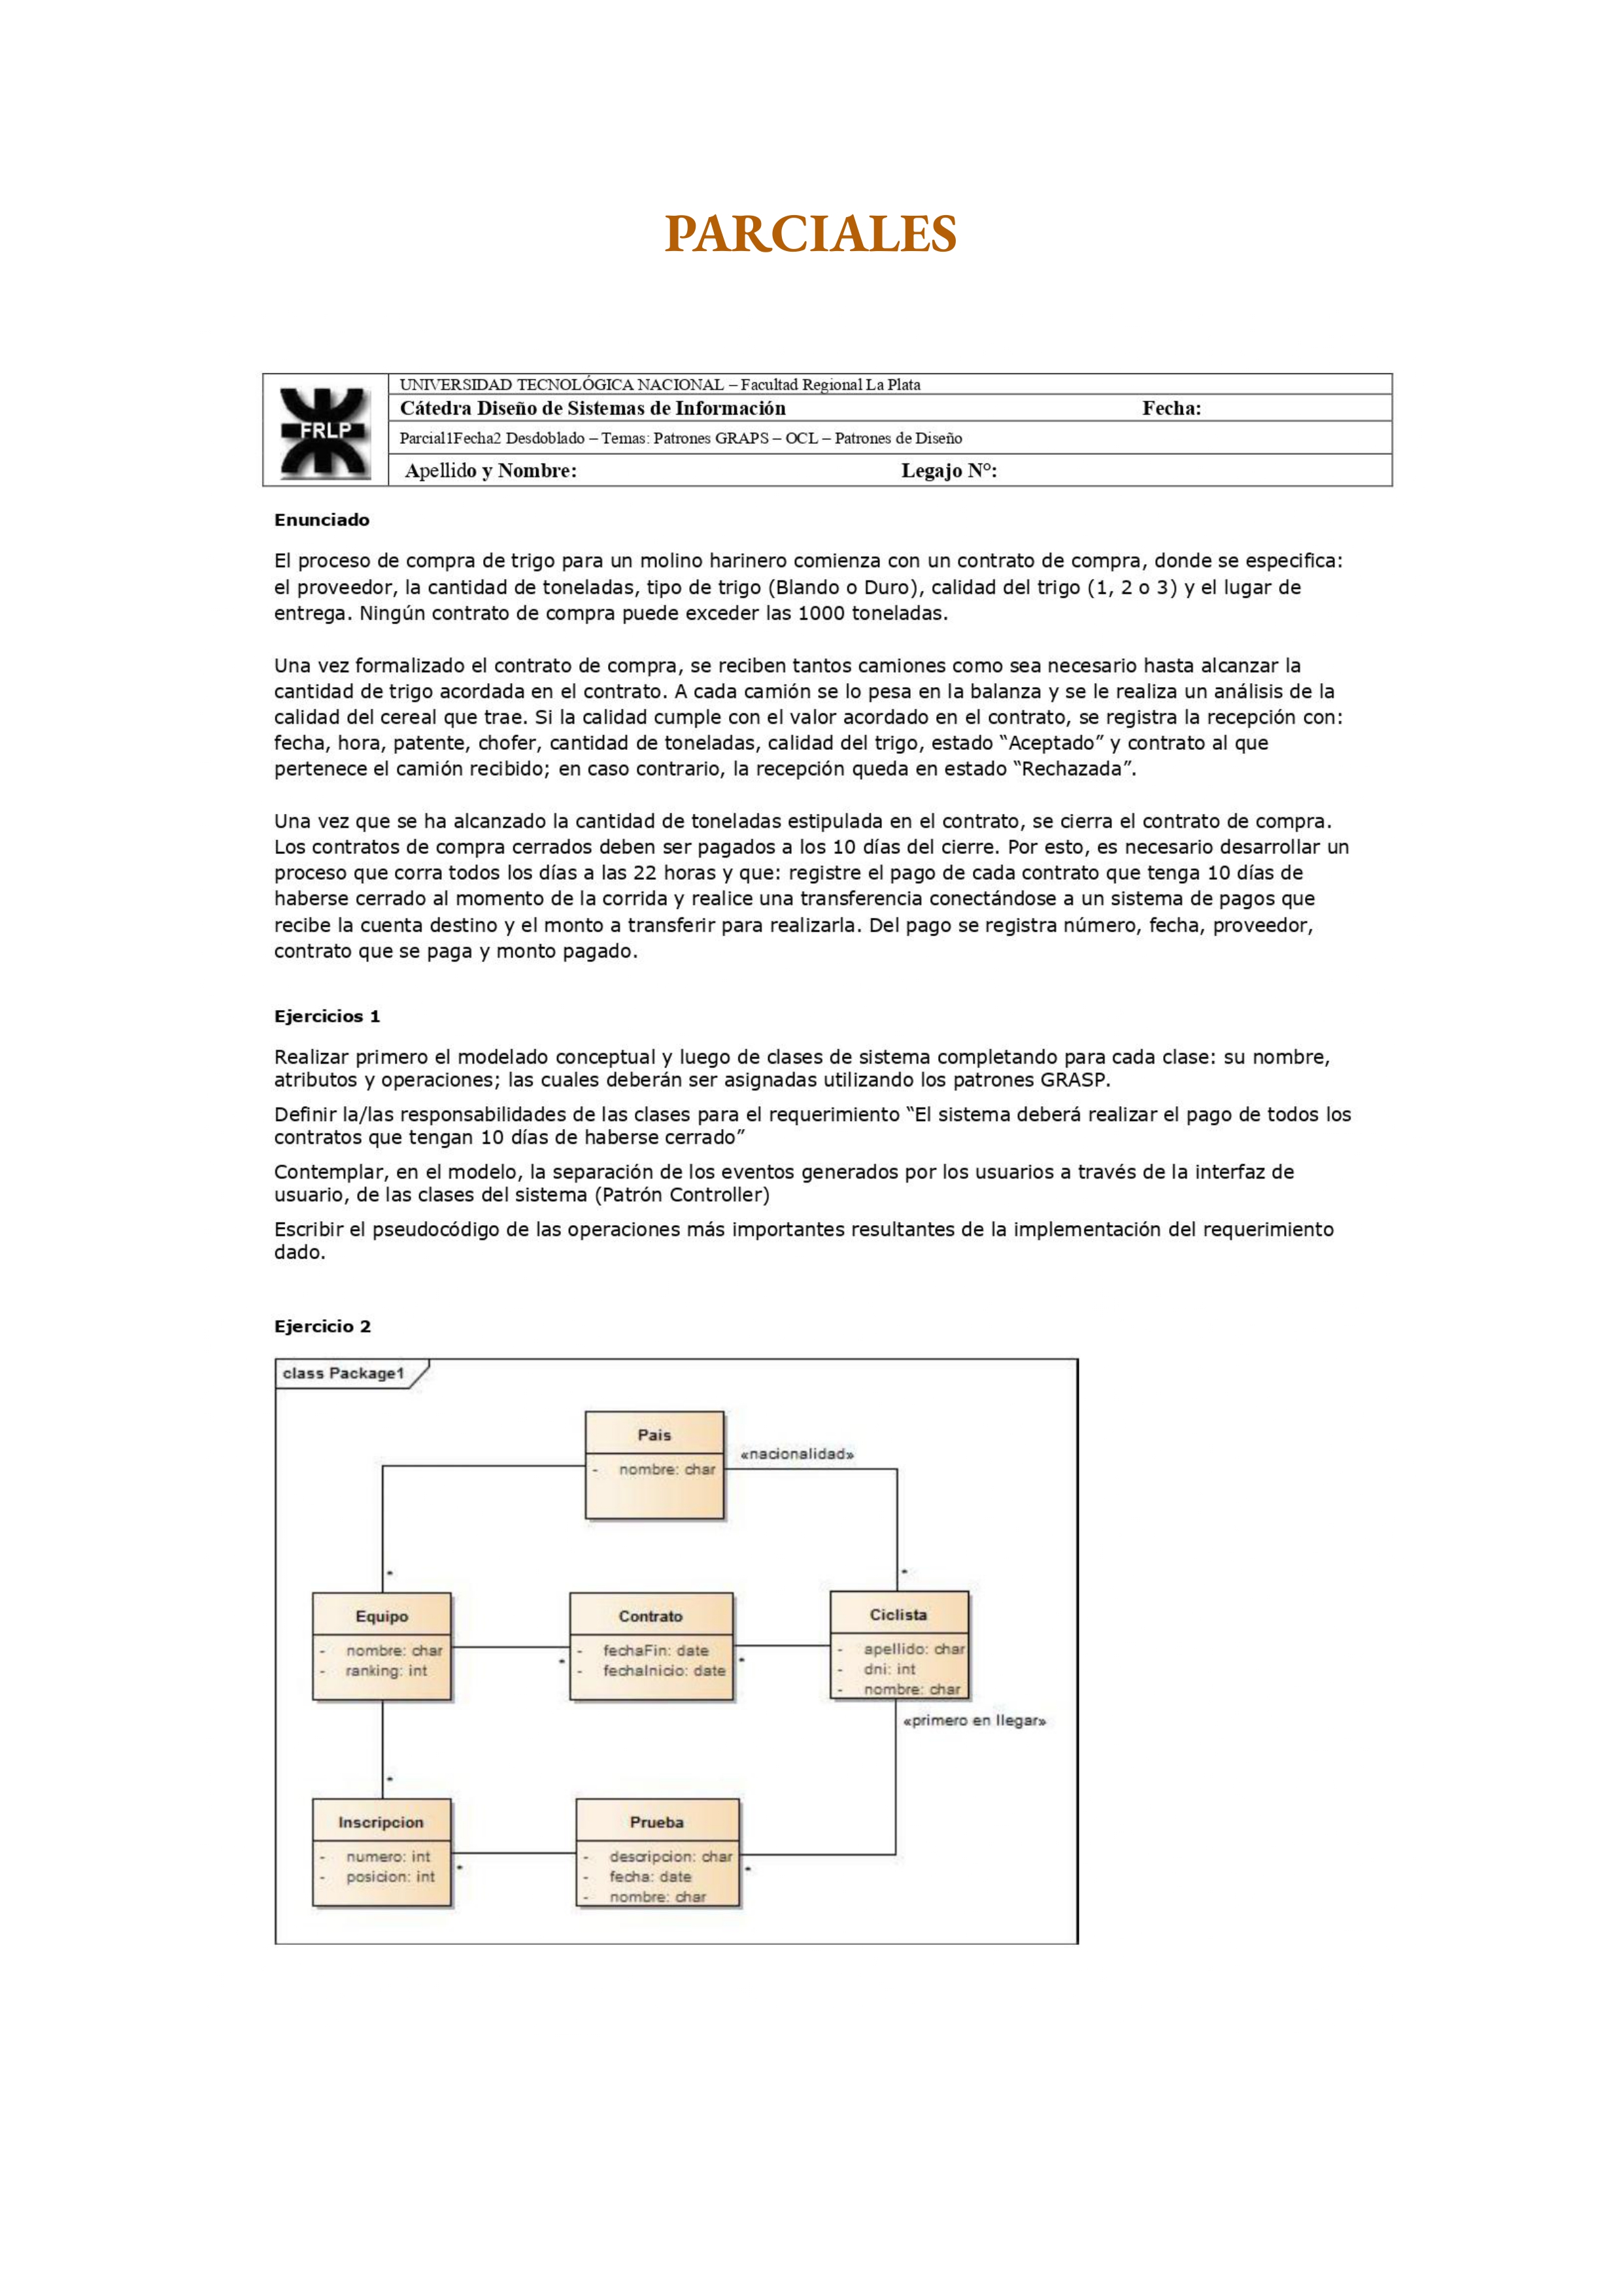 PARCIALES
FRLP
UNIVERSIDAD TECNOLÓGICA NACIONAL – Facultad Regional La Plata
Cátedra Diseño de Sistemas de Información Fecha:
Parcial1Fecha2 Desdoblado – Temas: Patrones GRAPS – OCL – Patrones de Diseño
Apellido y Nombre: Legajo N°:
Enunciado
El proceso de compra de trigo para un molino harinero comienza con un contrato de compra, donde se especifica:
el proveedor, la cantidad de toneladas, tipo de trigo (Blando o Duro), calidad del trigo (1, 2 o 3) y el lugar de
entrega. Ningún contrato de compra puede exceder las 1000 toneladas.
Una vez formalizado el contrato de compra, se reciben tantos camiones como sea necesario hasta alcanzar la
cantidad de trigo acordada en el contrato. A cada camión se lo pesa en la balanza y se le realiza un análisis de la
calidad del cereal que trae. Si la calidad cumple con el valor acordado en el contrato, se registra la recepción con:
fecha, hora, patente, chofer, cantidad de toneladas, calidad del trigo, estado “Aceptado” y contrato al que
pertenece el camión recibido; en caso contrario, la recepción queda en estado “Rechazada”.
Una vez que se ha alcanzado la cantidad de toneladas estipulada en el contrato, se cierra el contrato de compra.
Los contratos de compra cerrados deben ser pagados a los 10 días del cierre. Por esto, es necesario desarrollar un
proceso que corra todos los días a las 22 horas y que: registre el pago de cada contrato que tenga 10 días de
haberse cerrado al momento de la corrida y realice una transferencia conectándose a un sistema de pagos que
recibe la cuenta destino y el monto a transferir para realizarla. Del pago se registra número, fecha, proveedor,
contrato que se paga y monto pagado.
Ejercicios 1
Realizar primero el modelado conceptual y luego de clases de sistema completando para cada clase: su nombre,
atributos y operaciones; las cuales deberán ser asignadas utilizando los patrones GRASP.
Definir la/las responsabilidades de las clases para el requerimiento “El sistema deberá realizar el pago de todos los
contratos que tengan 10 días de haberse cerrado”
Contemplar, en el modelo, la separación de los eventos generados por los usuarios a través de la interfaz de
usuario, de las clases del sistema (Patrón Controller)
Escribir el pseudocódigo de las operaciones más importantes resultantes de la implementación del requerimiento
dado.
Ejercicio 2
class Package1
Pais
- nombre: char
«nacionalidad»
*
*
Equipo
- nombre: char
- ranking: int
*
Contrato
- fechaFin: date
- fechaInicio: date
*
Ciclista
- apellido: char
- dni: int
- nombre: char
«primero en llegar»
*
Inscripcion
- numero: int
- posicion: int
*
Prueba
- descripcion: char
- fecha: date
- nombre: char
*